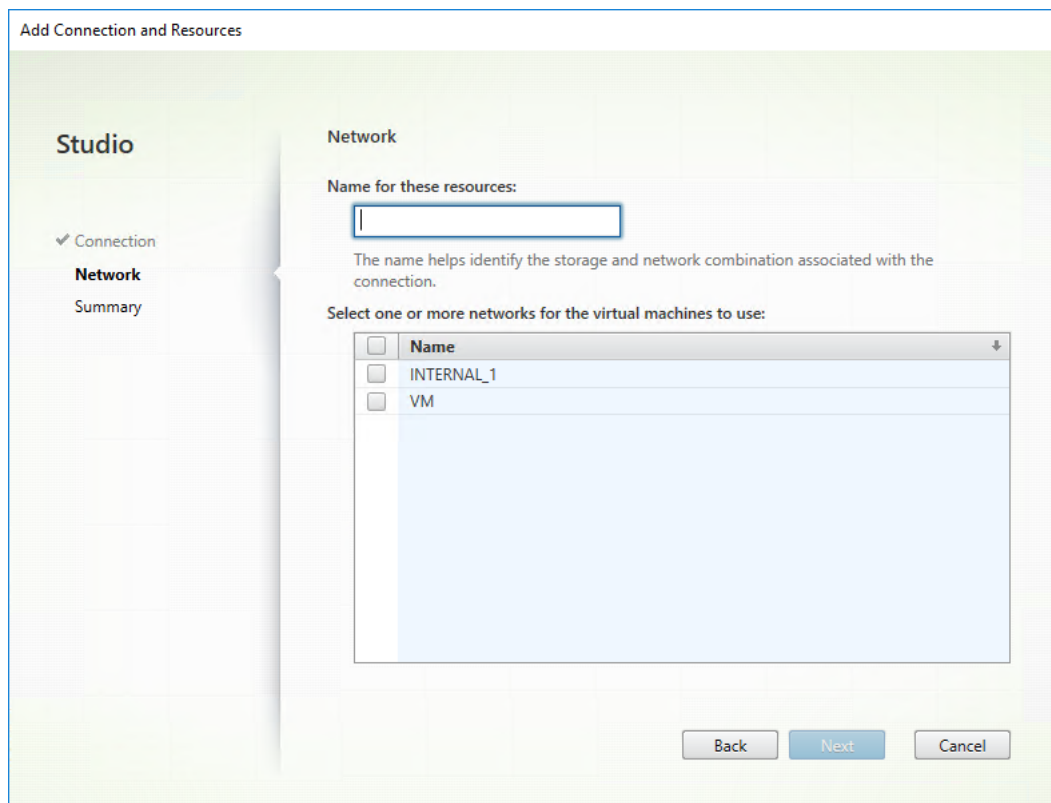 Add Connection and Resources
Studio
Connection
Network
Summary
Network
Name for these resources:
The name helps identify the storage and network combination associated with the
connection.
Select one or more networks for the virtual machines to use:
Name
INTERNAL_1
VM
Back
Next
Cancel